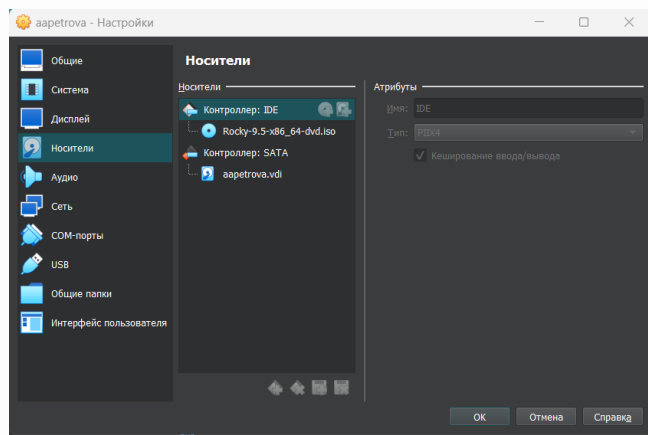 aapetrova - Настройки
Общие
Система
Дисплей
Носители
Аудио
Сеть
COM-порты
USB
Общие папки
Интерфейс пользователя
Носители
Носители
Контроллер: IDE
Rocky-9.5-x86_64-dvd.iso
Контроллер: SATA
aapetrova.vdi
Атрибуты
Имя: IDE
Тип: PIIX4
Кеширование ввода/вывода
OK
Отмена
Справка